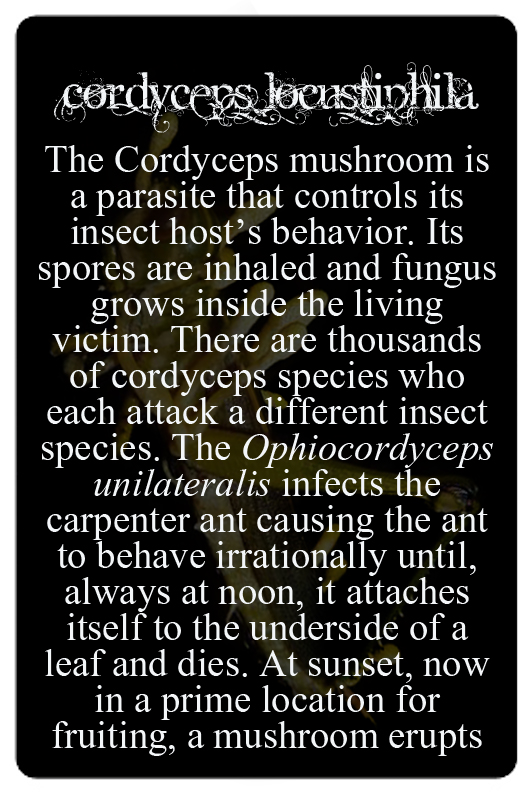 cordyceps locustiphila
The Cordyceps mushroom is
a parasite that controls its
insect host’s behavior. Its
spores are inhaled and fungus
grows inside the living
victim. There are thousands
of cordyceps species who
each attack a different insect
species. The Ophiocordyceps
unilateralis infects the
carpenter ant causing the ant
to behave irrationally until,
always at noon, it attaches
itself to the underside of a
leaf and dies. At sunset, now
in a prime location for
fruiting, a mushroom erupts